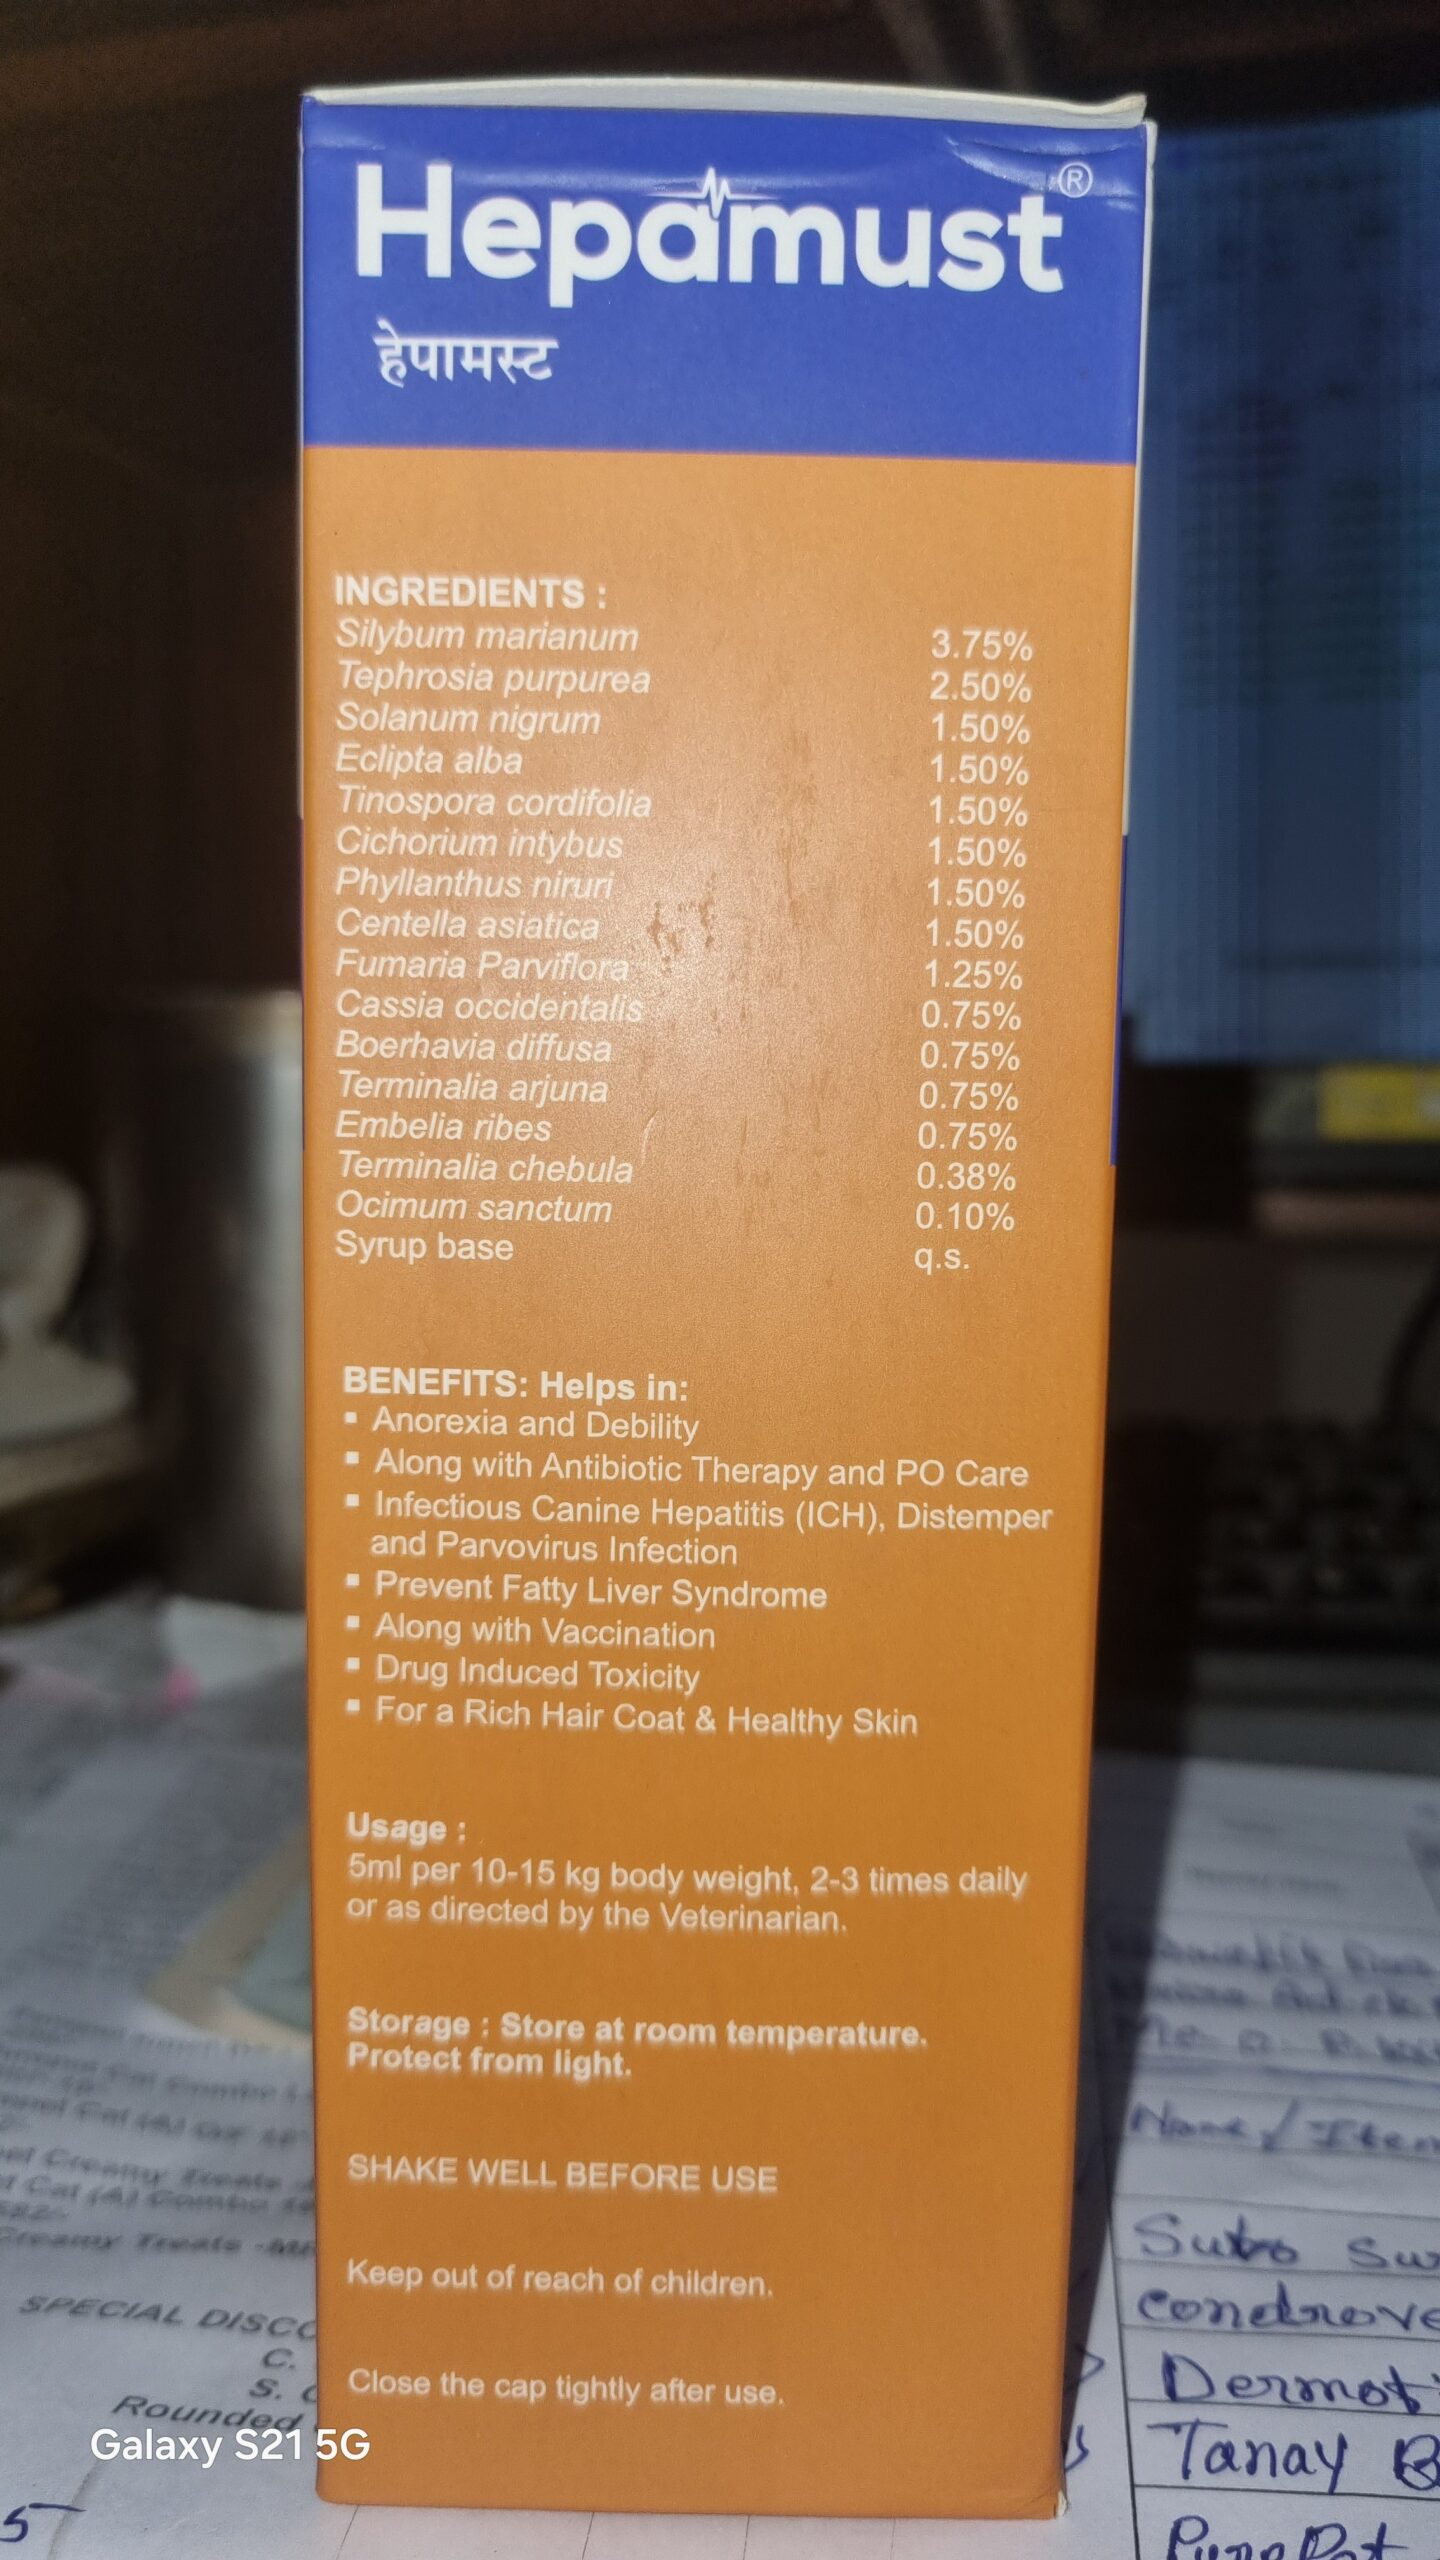 Hepamust®
हेपामस्ट
INGREDIENTS :
Silybum marianum 3.75%
Tephrosia purpurea 2.50%
Solanum nigrum 1.50%
Eclipta alba 1.50%
Tinospora cordifolia 1.50%
Cichorium intybus 1.50%
Phyllanthus niruri 1.50%
Centella asiatica 1.50%
Fumaria Parviflora 1.25%
Cassia occidentalis 0.75%
Boerhavia diffusa 0.75%
Terminalia arjuna 0.75%
Embelia ribes 0.75%
Terminalia chebula 0.38%
Ocimum sanctum 0.10%
Syrup base q.s.
BENEFITS: Helps in:
▪ Anorexia and Debility
▪ Along with Antibiotic Therapy and PO Care
▪ Infectious Canine Hepatitis (ICH), Distemper
and Parvovirus Infection
▪ Prevent Fatty Liver Syndrome
▪ Along with Vaccination
▪ Drug Induced Toxicity
▪ For a Rich Hair Coat & Healthy Skin
Usage :
5ml per 10-15 kg body weight, 2-3 times daily
or as directed by the Veterinarian.
Storage : Store at room temperature.
Protect from light.
SHAKE WELL BEFORE USE
Keep out of reach of children.
Close the cap tightly after use.
Creamy Treats
SPECIAL
C.
S.
Rounded
Galaxy S21 5G
Name/
Tanay